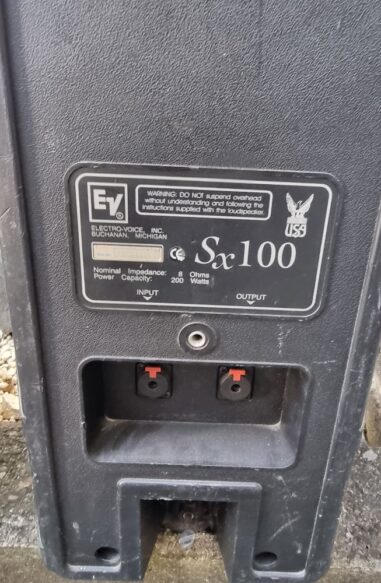 EV®
WARNING: DO NOT suspend overhead
without understanding and following the
instructions supplied with the loudspeaker.
ELECTRO-VOICE, INC.
BUCHANAN, MICHIGAN
CE
Sx100
USA
Nominal Impedance: 8 Ohms
Power Capacity: 200 Watts
INPUT
OUTPUT